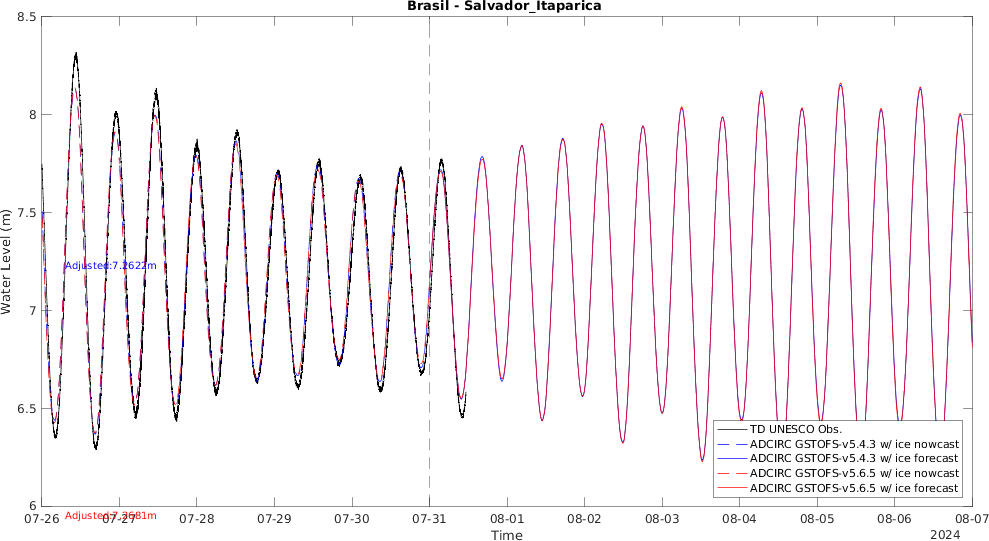 Brasil - Salvador_Itaparica
8.5
8
7.5
7
6.5
6
Water Level (m)
Adjusted:7.2622m
TD UNESCO Obs.
ADCIRC GSTOFS-v5.4.3 w/ ice nowcast
ADCIRC GSTOFS-v5.4.3 w/ ice forecast
ADCIRC GSTOFS-v5.6.5 w/ ice nowcast
ADCIRC GSTOFS-v5.6.5 w/ ice forecast
Adjusted:7.2681m
07-26 07-27 07-28 07-29 07-30 07-31 08-01 08-02 08-03 08-04 08-05 08-06 08-07
Time
2024